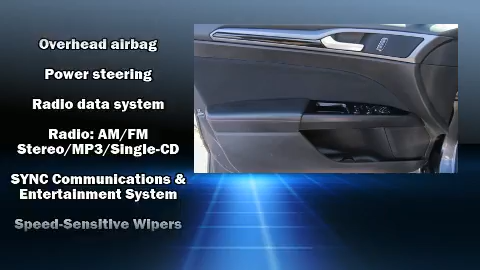 Overhead airbag
Power steering
Radio data system
Radio: AM/FM
Stereo/MP3/Single-CD
SYNC Communications &
Entertainment System
Speed-Sensitive Wipers